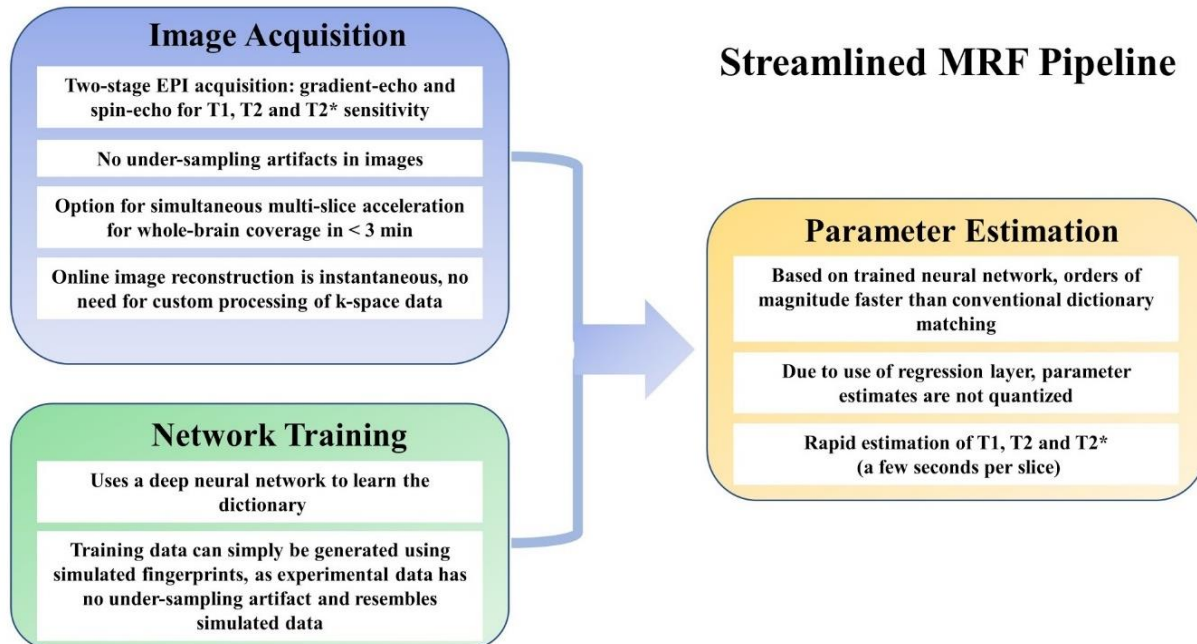 Streamlined MRF Pipeline
Image Acquisition
Two-stage EPI acquisition: gradient-echo and
spin-echo for T1, T2 and T2* sensitivity
No under-sampling artifacts in images
Option for simultaneous multi-slice acceleration
for whole-brain coverage in < 3 min
Online image reconstruction is instantaneous, no
need for custom processing of k-space data
Network Training
Uses a deep neural network to learn the
dictionary
Training data can simply be generated using
simulated fingerprints, as experimental data has
no under-sampling artifact and resembles
simulated data
Parameter Estimation
Based on trained neural network, orders of
magnitude faster than conventional dictionary
matching
Due to use of regression layer, parameter
estimates are not quantized
Rapid estimation of T1, T2 and T2*
(a few seconds per slice)